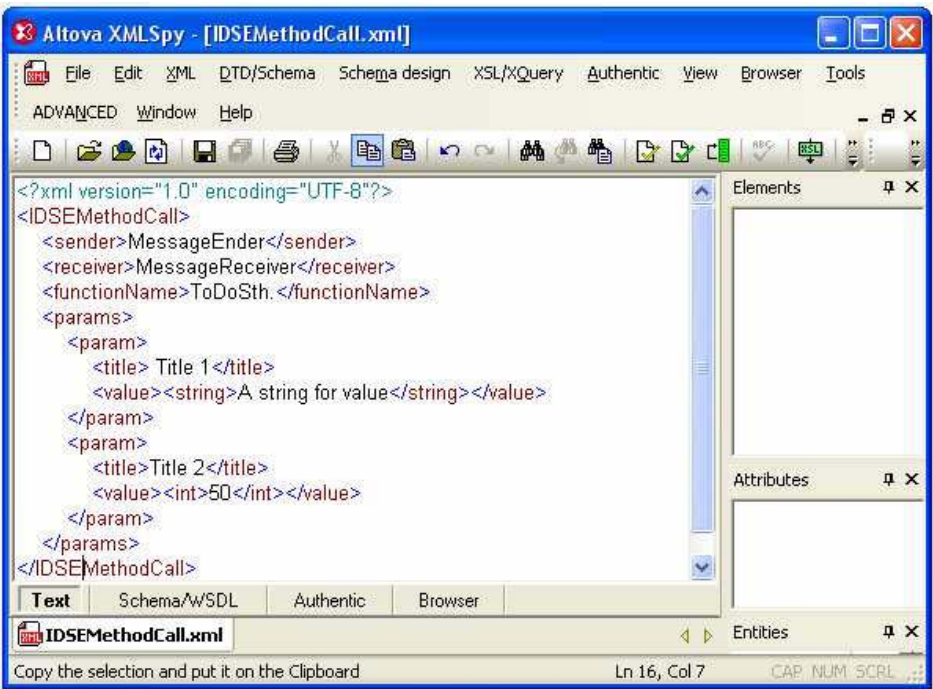 Altova XMLSpy - [IDSEMethodCall.xml]
File Edit XML DTD/Schema Schema design XSL/XQuery Authentic View Browser Tools
ADVANCED Window Help
<?xml version="1.0" encoding="UTF-8"?>
<IDSEMethodCall>
<sender>MessageEnder</sender>
<receiver>MessageReceiver</receiver>
<functionName>ToDoSth.</functionName>
<params>
<param>
<title> Title 1</title>
<value><string>A string for value</string></value>
</param>
<param>
<title>Title 2</title>
<value><int>50</int></value>
</param>
</params>
</IDSEMethodCall>
Elements
Attributes
Entities
Text Schema/WSDL Authentic Browser
IDSEMethodCall.xml
Copy the selection and put it on the Clipboard Ln 16, Col 7 CAP NUM SCRL